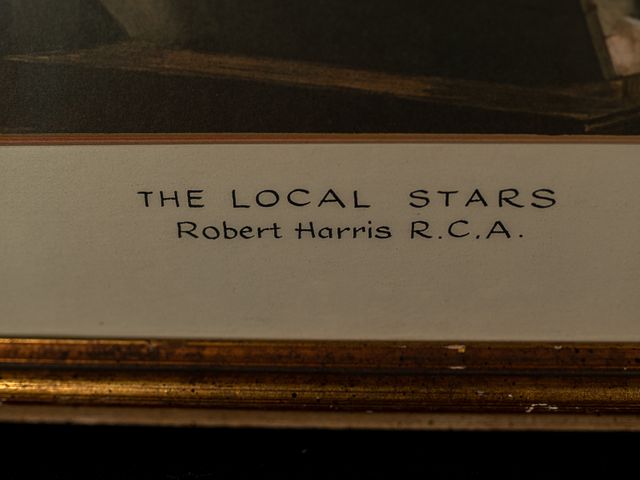 THE LOCAL STARS
Robert Harris R.C.A.